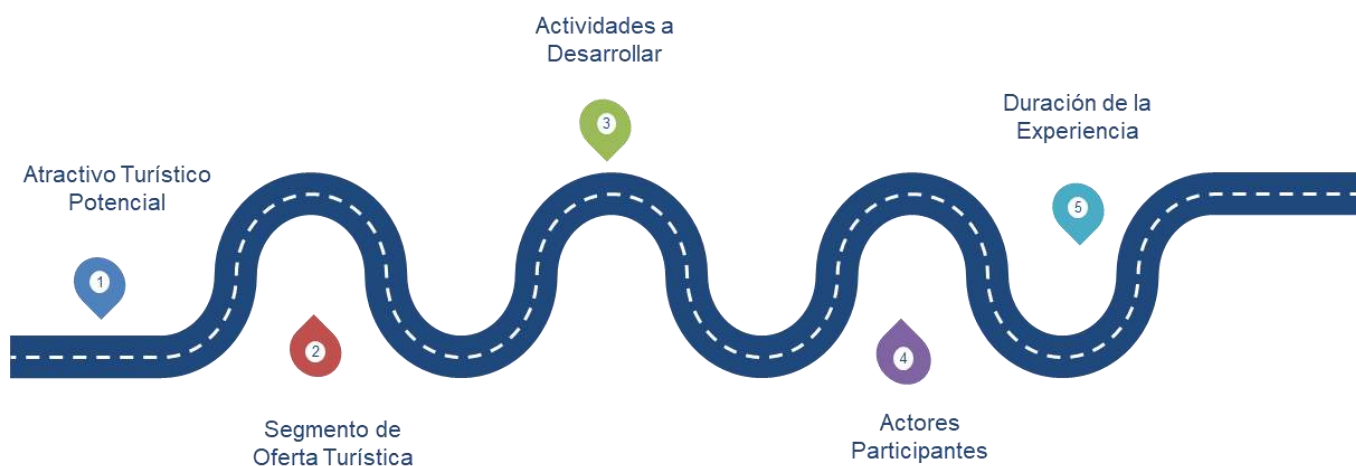 Atractivo Turístico
Potencial
1
2
Segmento de
Oferta Turística
Actividades a
Desarrollar
3
4
Actores
Participantes
Duración de la
Experiencia
5